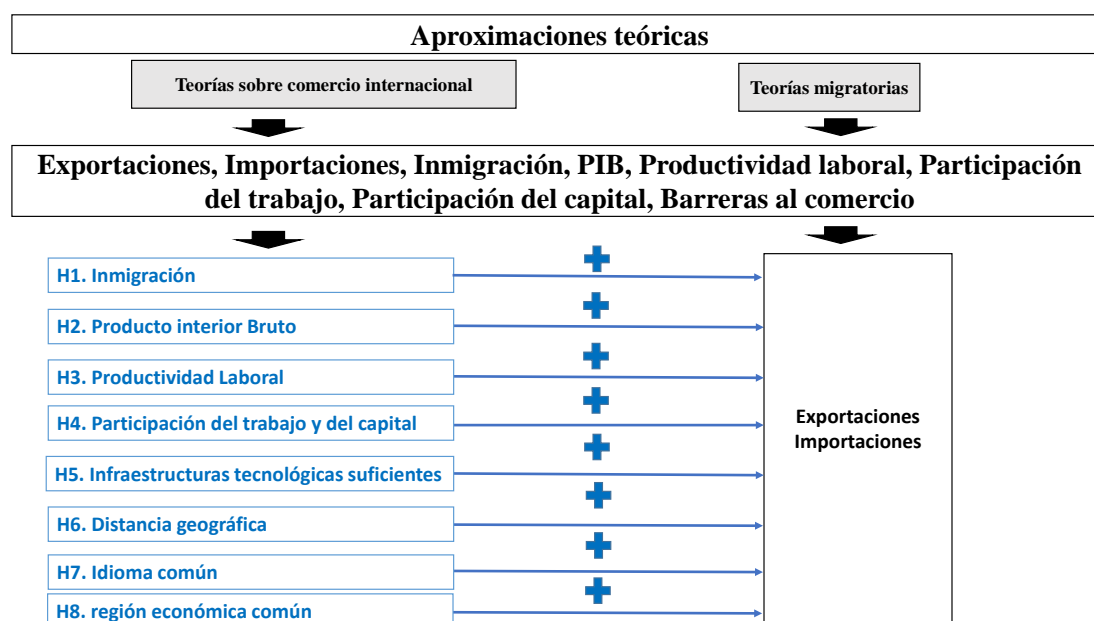 Aproximaciones teóricas
Teorías sobre comercio internacional
Teorías migratorias
Exportaciones, Importaciones, Inmigración, PIB, Productividad laboral, Participación
del trabajo, Participación del capital, Barreras al comercio
H1. Inmigración
H2. Producto interior Bruto
H3. Productividad Laboral
H4. Participación del trabajo y del capital
H5. Infraestructuras tecnológicas suficientes
H6. Distancia geográfica
H7. Idioma común
H8. región económica común
Exportaciones
Importaciones